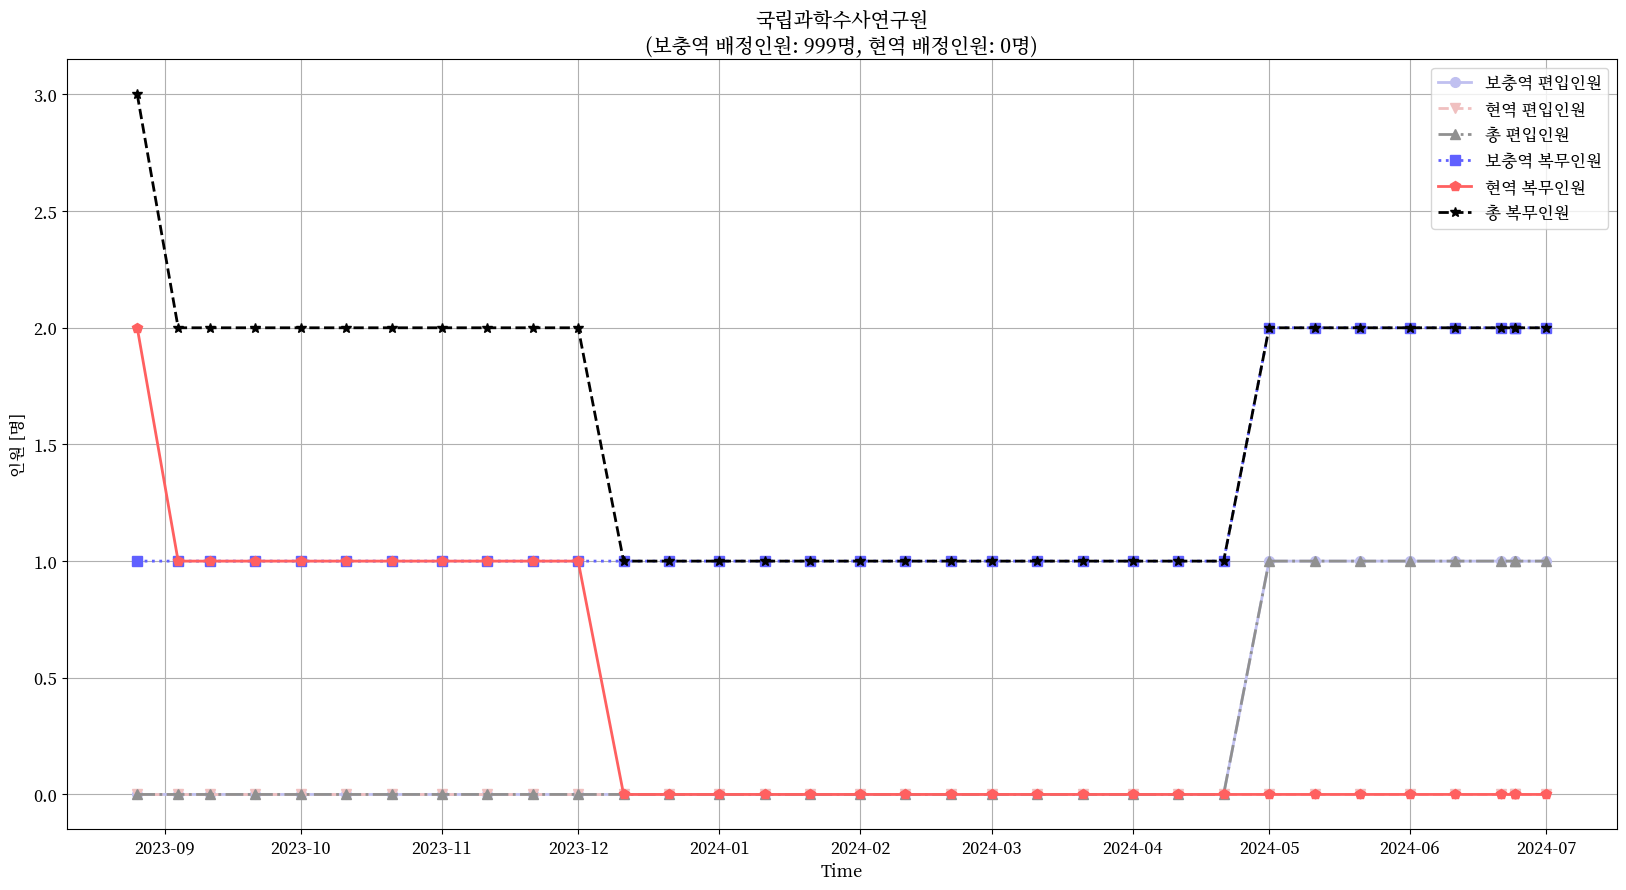 국립과학수사연구원
(보충역 배정인원: 999명, 현역 배정인원: 0명)
보충역 편입인원
현역 편입인원
총 편입인원
보충역 복무인원
현역 복무인원
총 복무인원
인원 [명]
3.0
2.5
2.0
1.5
1.0
0.5
0.0
2023-09 2023-10 2023-11 2023-12 2024-01 2024-02 2024-03 2024-04 2024-05 2024-06 2024-07
Time